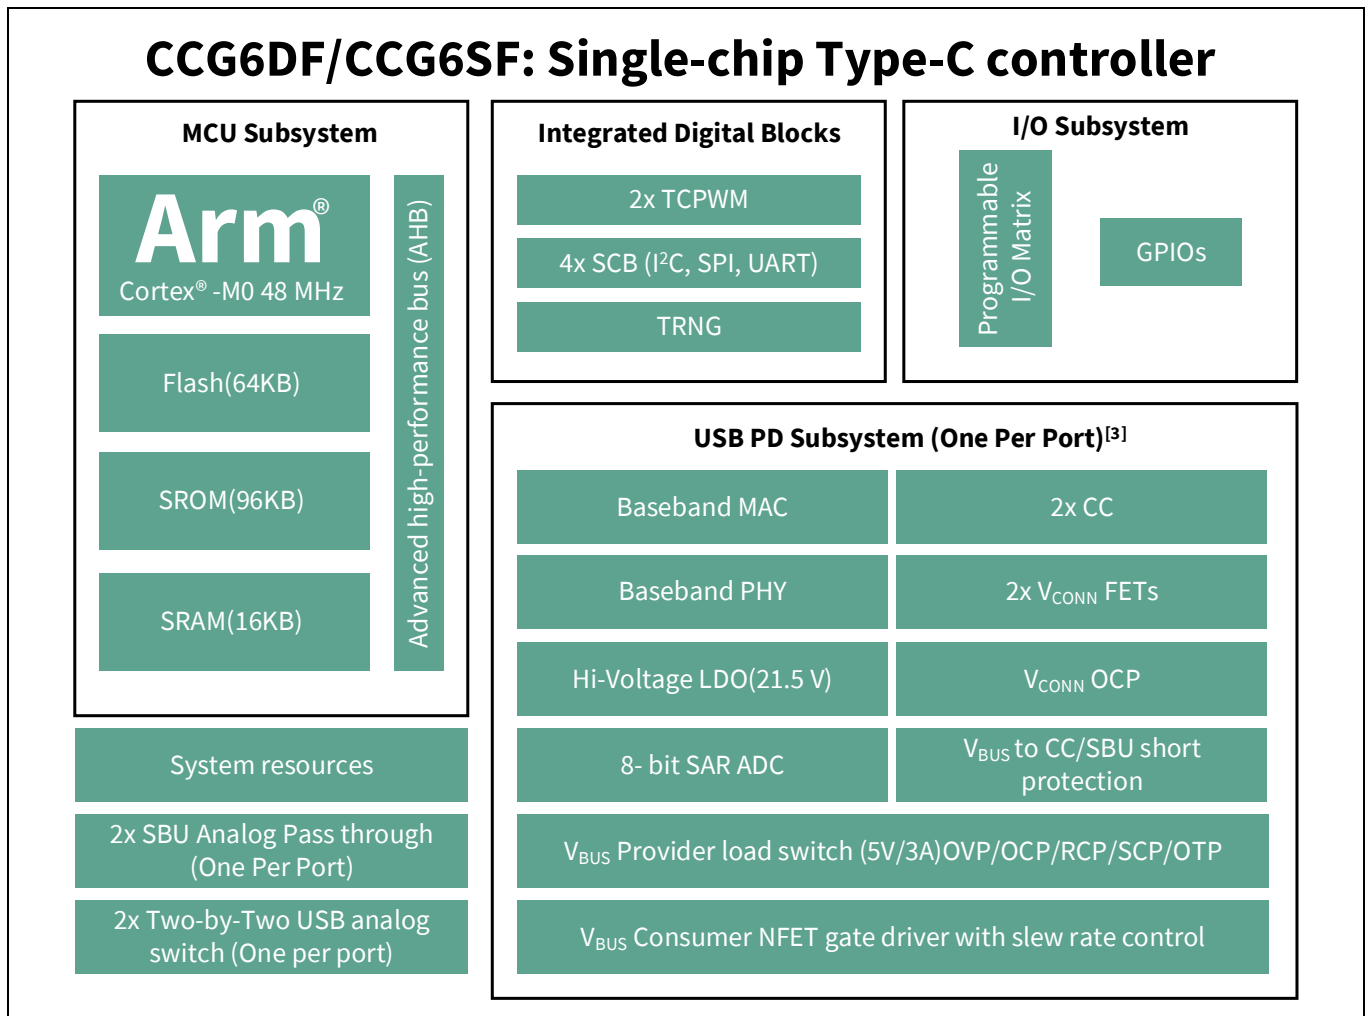 CCG6DF/CCG6SF: Single-chip Type-C controller
MCU Subsystem
Arm®
Cortex® -M0 48 MHz
Flash(64KB)
SROM(96KB)
SRAM(16KB)
Advanced high-performance bus (AHB)
Integrated Digital Blocks
2x TCPWM
4x SCB (I²C, SPI, UART)
TRNG
I/O Subsystem
Programmable
I/O Matrix
GPIOs
USB PD Subsystem (One Per Port)[3]
Baseband MAC
2x CC
Baseband PHY
2x VCONN FETs
Hi-Voltage LDO(21.5 V)
VCONN OCP
8- bit SAR ADC
VBUS to CC/SBU short
protection
VBUS Provider load switch (5V/3A)OVP/OCP/RCP/SCP/OTP
VBUS Consumer NFET gate driver with slew rate control
System resources
2x SBU Analog Pass through
(One Per Port)
2x Two-by-Two USB analog
switch (One per port)